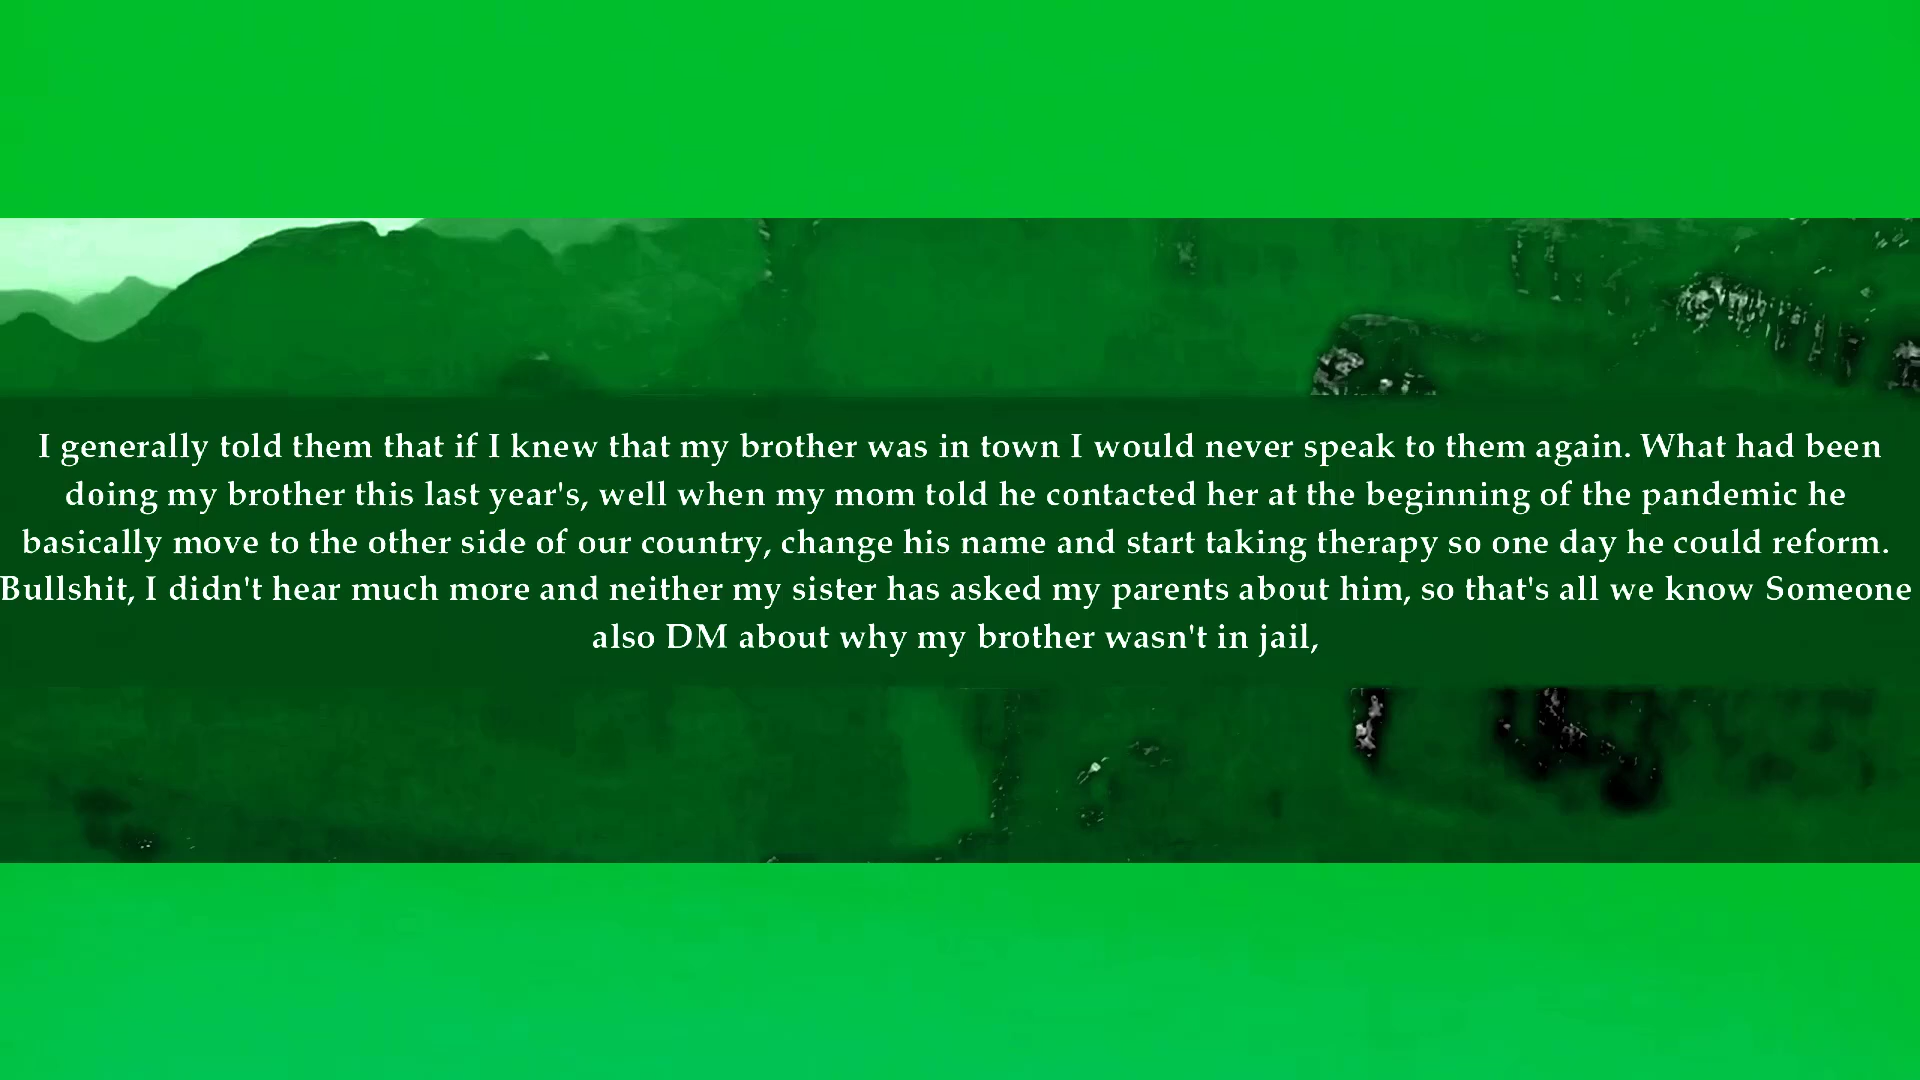 I generally told them that if I knew that my brother was in town I would never speak to them again. What had been
doing my brother this last year's, well when my mom told he contacted her at the beginning of the pandemic he
basically move to the other side of our country, change his name and start taking therapy so one day he could reform.
Bullshit, I didn't hear much more and neither my sister has asked my parents about him, so that's all we know Someone
also DM about why my brother wasn't in jail,